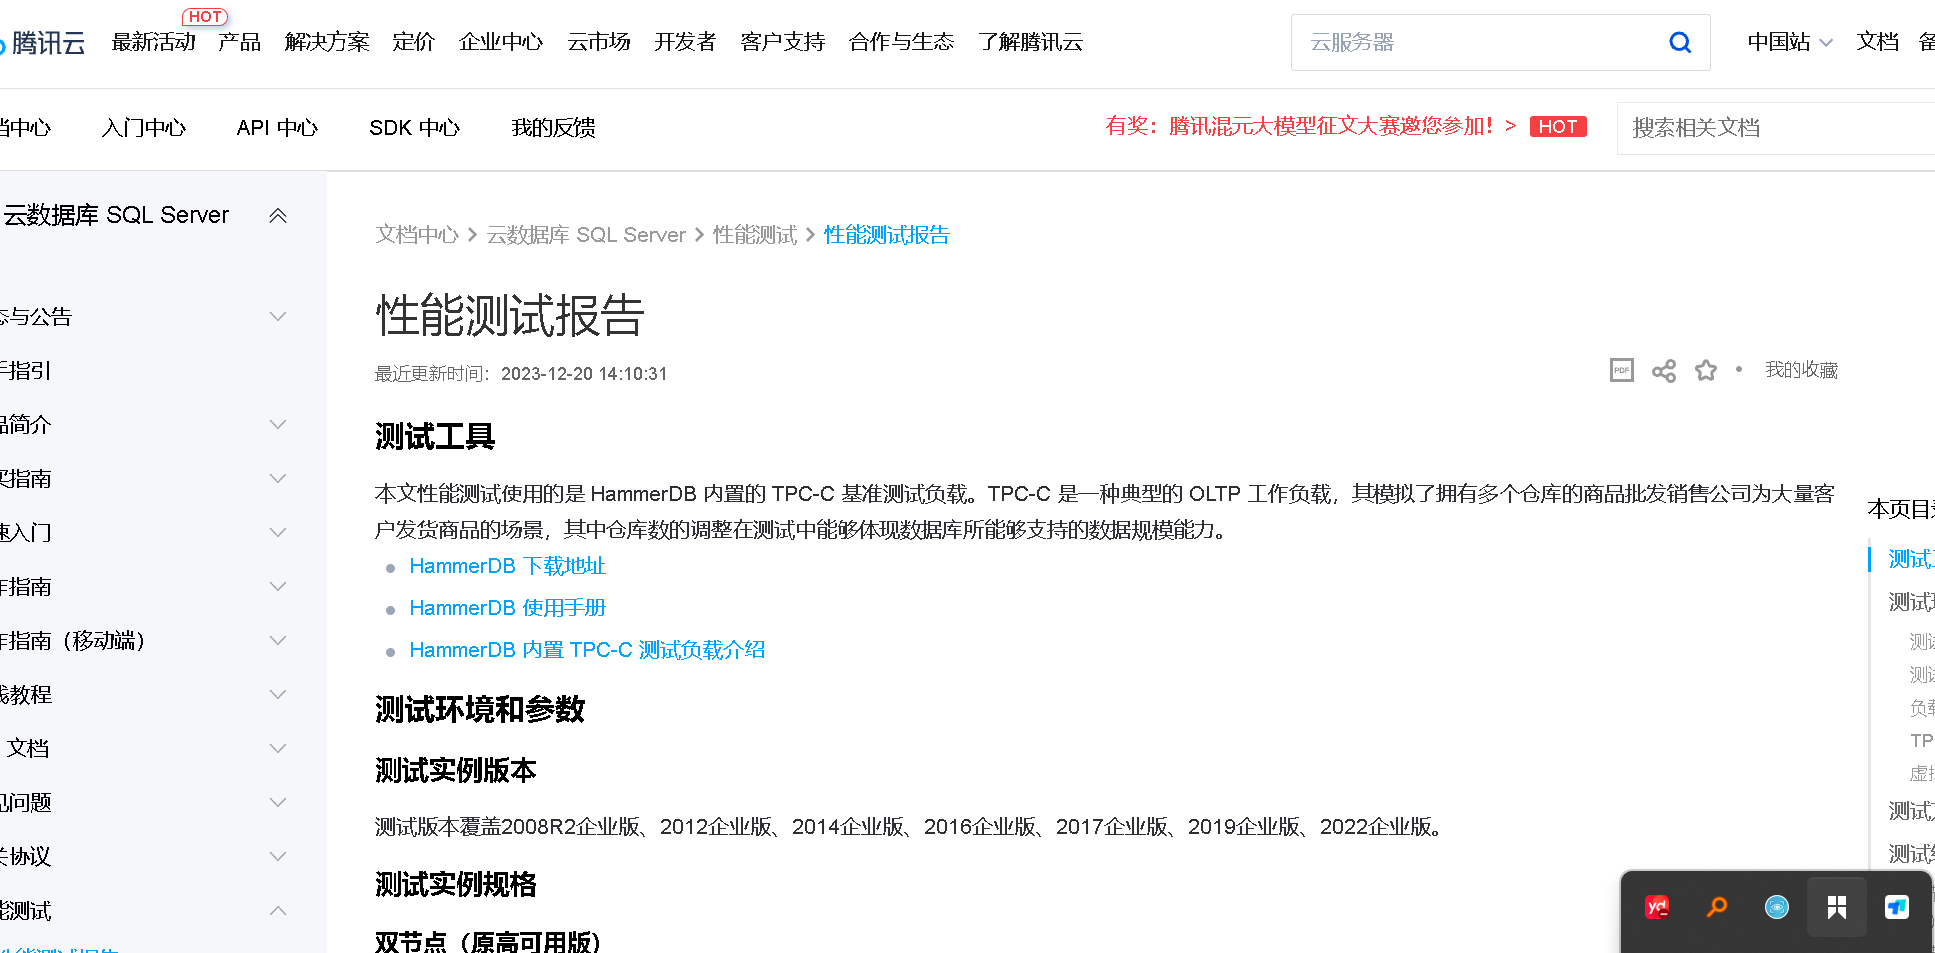 HOT
腾讯云 最新活动 产品 解决方案 定价 企业中心 云市场 开发者 客户支持 合作与生态 了解腾讯云 云服务器 中国站 文档
中心 入门中心 API 中心 SDK 中心 我的反馈 有奖：腾讯混元大模型征文大赛邀您参加！ > HOT 搜索相关文档
云数据库 SQL Server
文档中心 > 云数据库 SQL Server > 性能测试 > 性能测试报告
与公告
性能测试报告
指引
最近更新时间：2023-12-20 14:10:31
PDF 我的收藏
简介
测试工具
指南
本文性能测试使用的是 HammerDB 内置的 TPC-C 基准测试负载。TPC-C 是一种典型的 OLTP 工作负载，其模拟了拥有多个仓库的商品批发销售公司为大量客
户发货商品的场景，其中仓库数的调整在测试中能够体现数据库所能够支持的数据规模能力。
入门
HammerDB 下载地址
指南
HammerDB 使用手册
指南（移动端）
HammerDB 内置 TPC-C 测试负载介绍
教程
测试环境和参数
文档
测试实例版本
问题
测试版本覆盖2008R2企业版、2012企业版、2014企业版、2016企业版、2017企业版、2019企业版、2022企业版。
协议
测试实例规格
测试
双节点（原高可用版）
本页目
测试
测试
测
测
负
TP
虚
测试
测试
yd